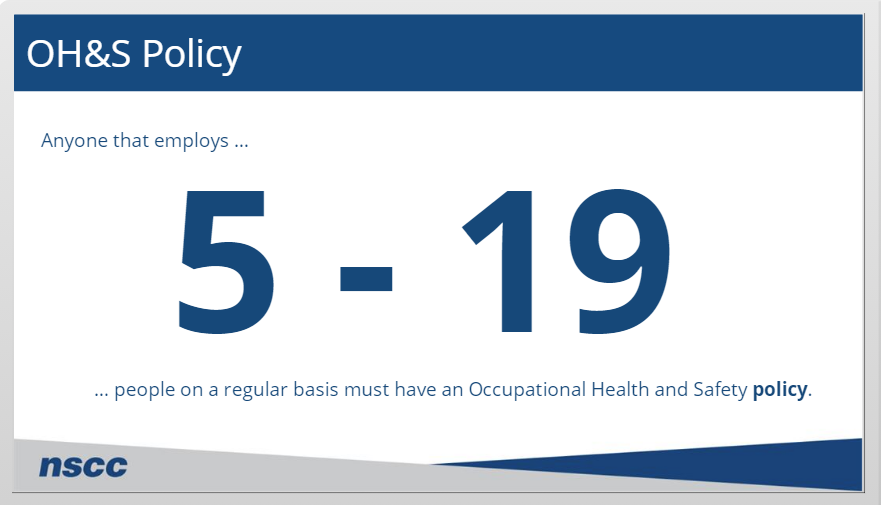 OH&S Policy
Anyone that employs ...
5 - 19
... people on a regular basis must have an Occupational Health and Safety policy.
nscc